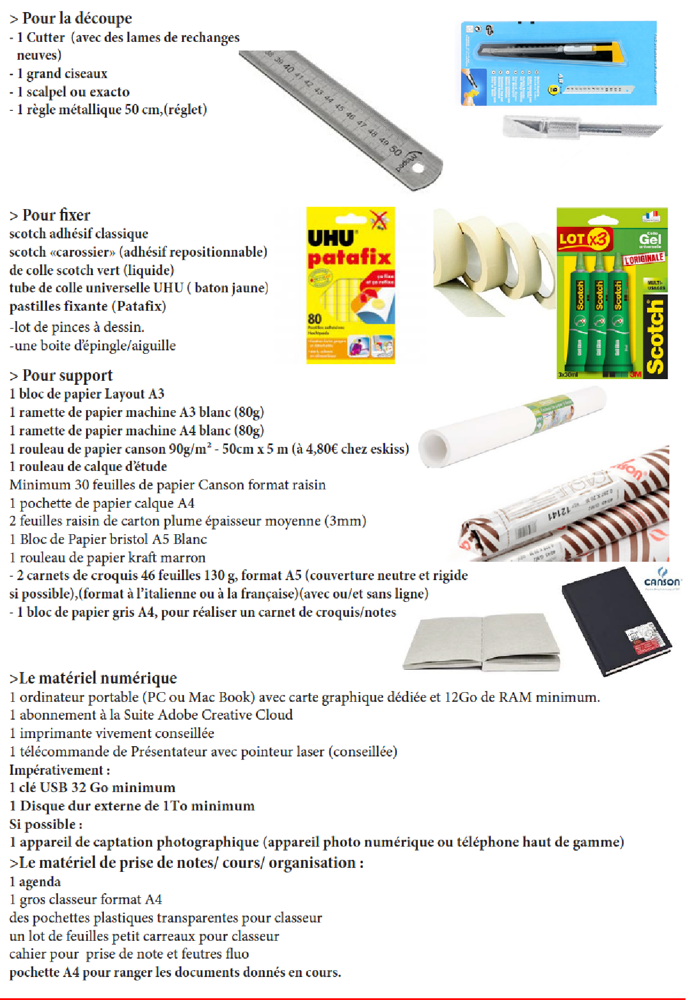 > Pour la découpe
- 1 Cutter  (avec des lames de rechanges
neuves)
- 1 grand ciseaux
- 1 scalpel ou exacto
- 1 règle métallique 50 cm,(réglet)
38 39 40 41 42 43 44 45 46 47 48 49 50
Maped
A9
9
> Pour fixer
scotch adhésif classique
scotch «carossier» (adhésif repositionnable)
de colle scotch vert (liquide)
tube de colle universelle UHU ( baton jaune)
pastilles fixante (Patafix)
-lot de pinces à dessin.
-une boite d'épingle/aiguille
UHU
patafix
ça fixe
et ça refixe
80
Pastilles adhésives
LOT x3
Colle
Gel
universelle
L'ORIGINALE
MULTI-
USAGES
Scotch
Scotch
Scotch
Scotch
3x30ml
3M
> Pour support
1 bloc de papier Layout A3
1 ramette de papier machine A3 blanc (80g)
1 ramette de papier machine A4 blanc (80g)
1 rouleau de papier canson 90g/m² - 50cm x 5 m (à 4,80€ chez eskiss)
1 rouleau de calque d'étude
Minimum 30 feuilles de papier Canson format raisin
1 pochette de papier calque A4
2 feuilles raisin de carton plume épaisseur moyenne (3mm)
1 Bloc de Papier bristol A5 Blanc
1 rouleau de papier kraft marron
- 2 carnets de croquis 46 feuilles 130 g, format A5 (couverture neutre et rigide
si possible),(format à l'italienne ou à la française)(avec ou/et sans ligne)
- 1 bloc de papier gris A4, pour réaliser un carnet de croquis/notes
12141
CANSON
>Le matériel numérique
1 ordinateur portable (PC ou Mac Book) avec carte graphique dédiée et 12Go de RAM minimum.
1 abonnement à la Suite Adobe Creative Cloud
1 imprimante vivement conseillée
1 télécommande de Présentateur avec pointeur laser (conseillée)
Impérativement :
1 clé USB 32 Go minimum
1 Disque dur externe de 1To minimum
Si possible :
1 appareil de captation photographique (appareil photo numérique ou téléphone haut de gamme)
>Le matériel de prise de notes/ cours/ organisation :
1 agenda
1 gros classeur format A4
des pochettes plastiques transparentes pour classeur
un lot de feuilles petit carreaux pour classeur
cahier pour  prise de note et feutres fluo
pochette A4 pour ranger les documents donnés en cours.